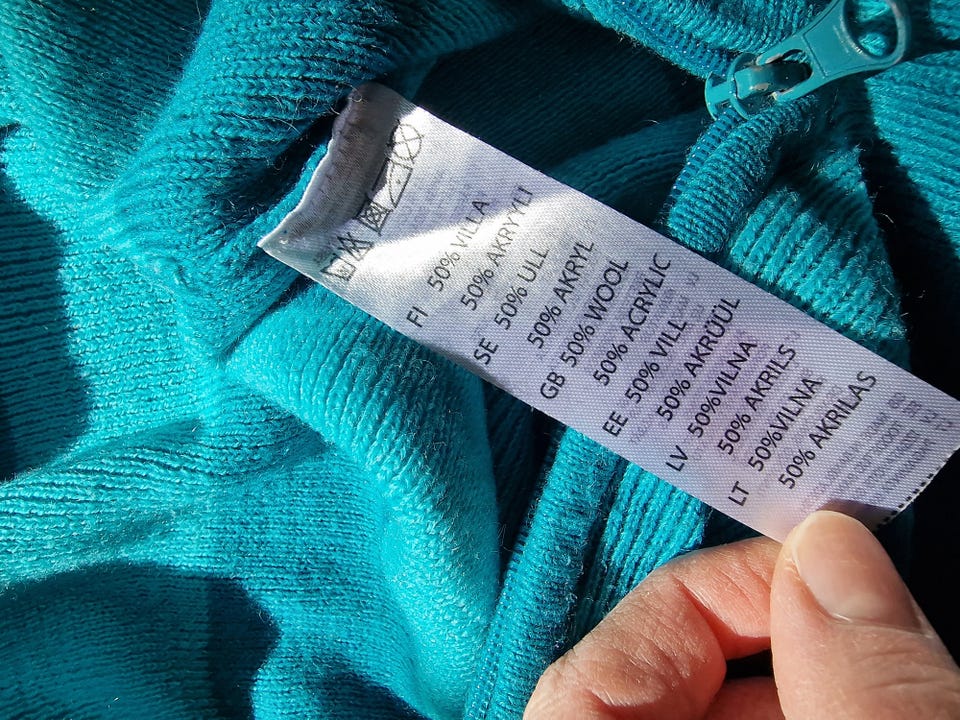 FI 50% VILLA
50% AKRYYLI
SE 50% ULL
50% AKRYL
GB 50% WOOL
50% ACRYLIC
EE 50% VILL
50% AKRÜÜL
LV 50%VILNA
50% AKRILS
LT 50%VILNA
50% AKRILAS